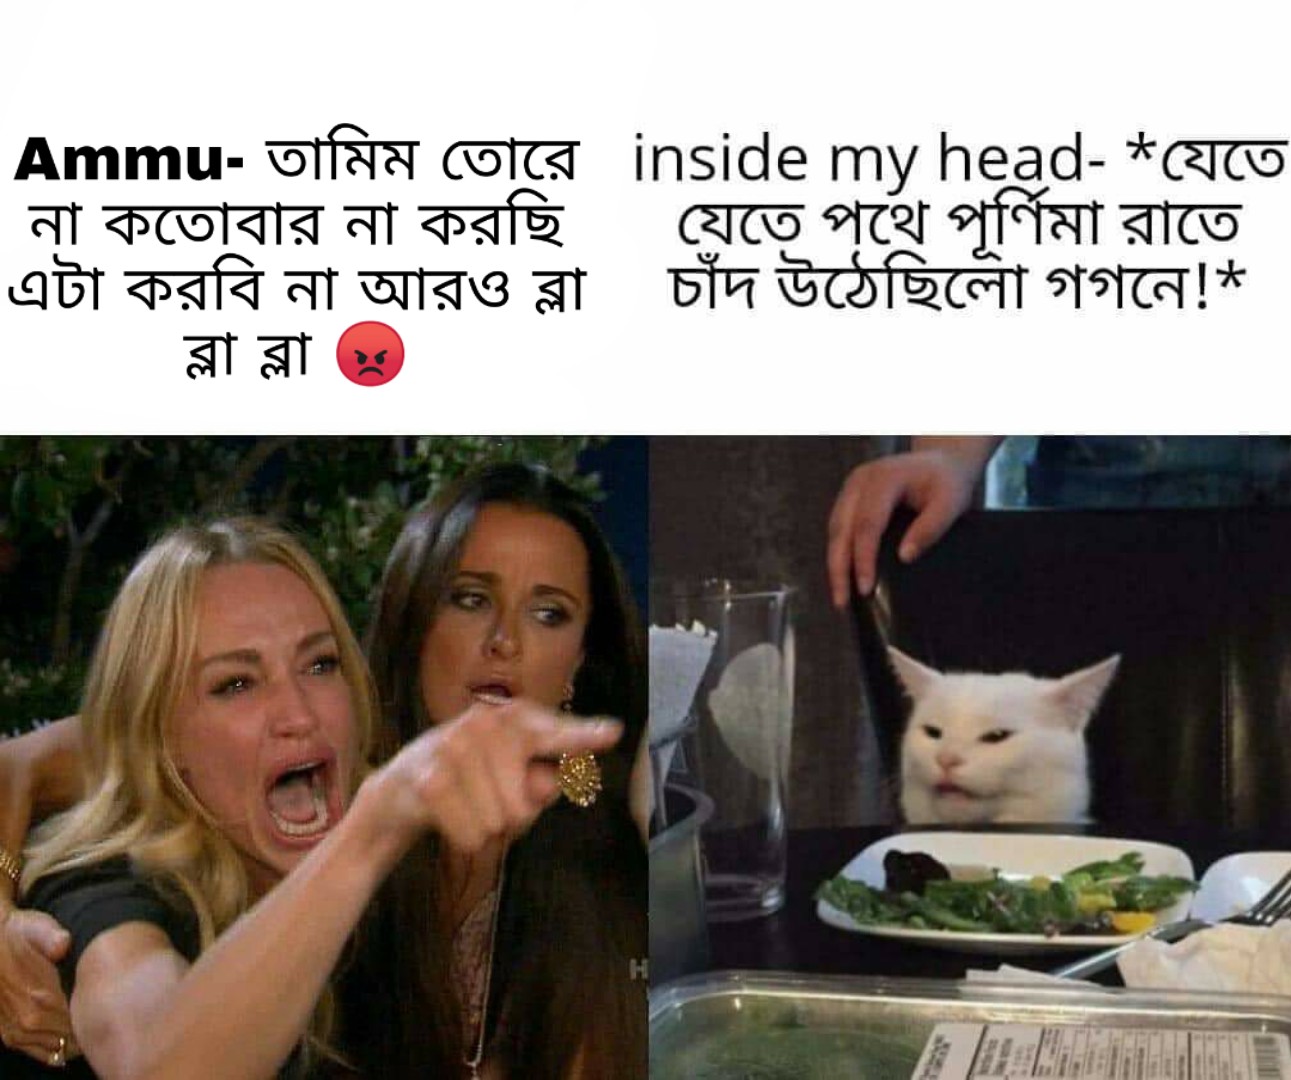 Ammu- তামিম তোরে
না কতোবার না করছি
এটা করবি না আরও ব্লা
ব্লা ব্লা 😡
inside my head- *যেতে
যেতে পথে পূর্ণিমা রাতে
চাঁদ উঠেছিলো গগনে!*
H